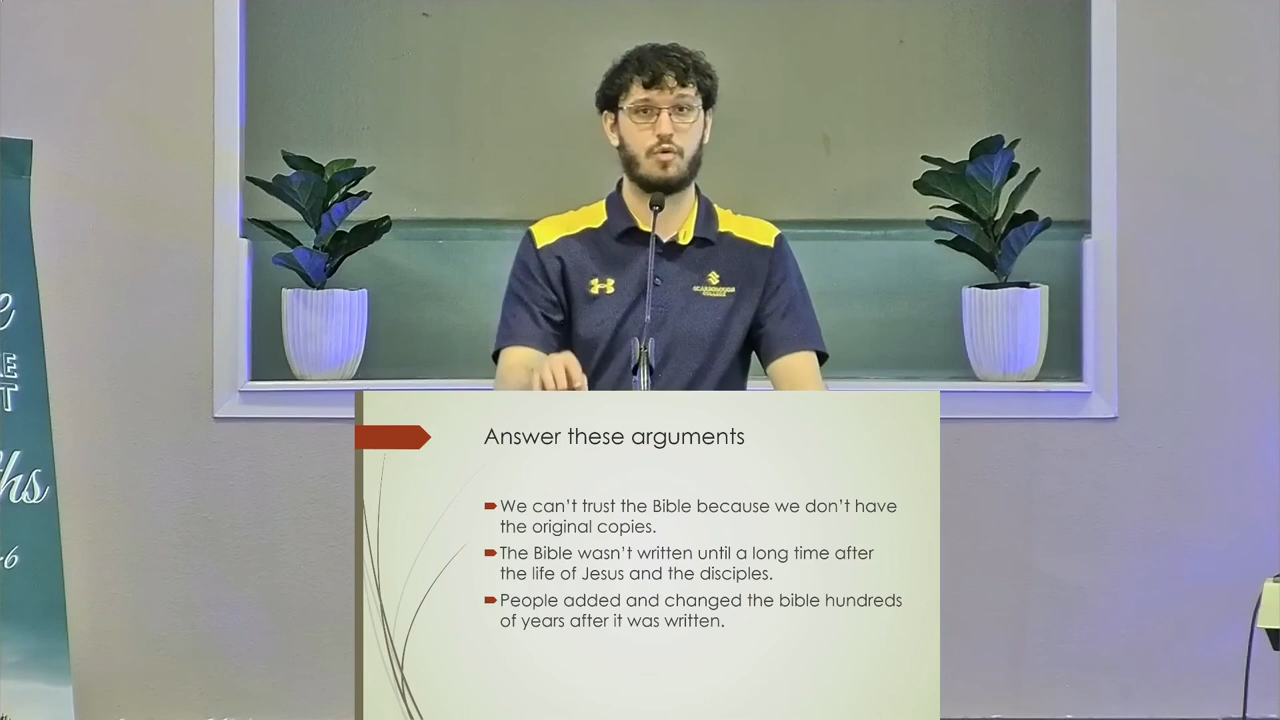 SCARBOROUGH
COLLEGE
Answer these arguments
We can't trust the Bible because we don't have
the original copies.
The Bible wasn't written until a long time after
the life of Jesus and the disciples.
People added and changed the bible hundreds
of years after it was written.